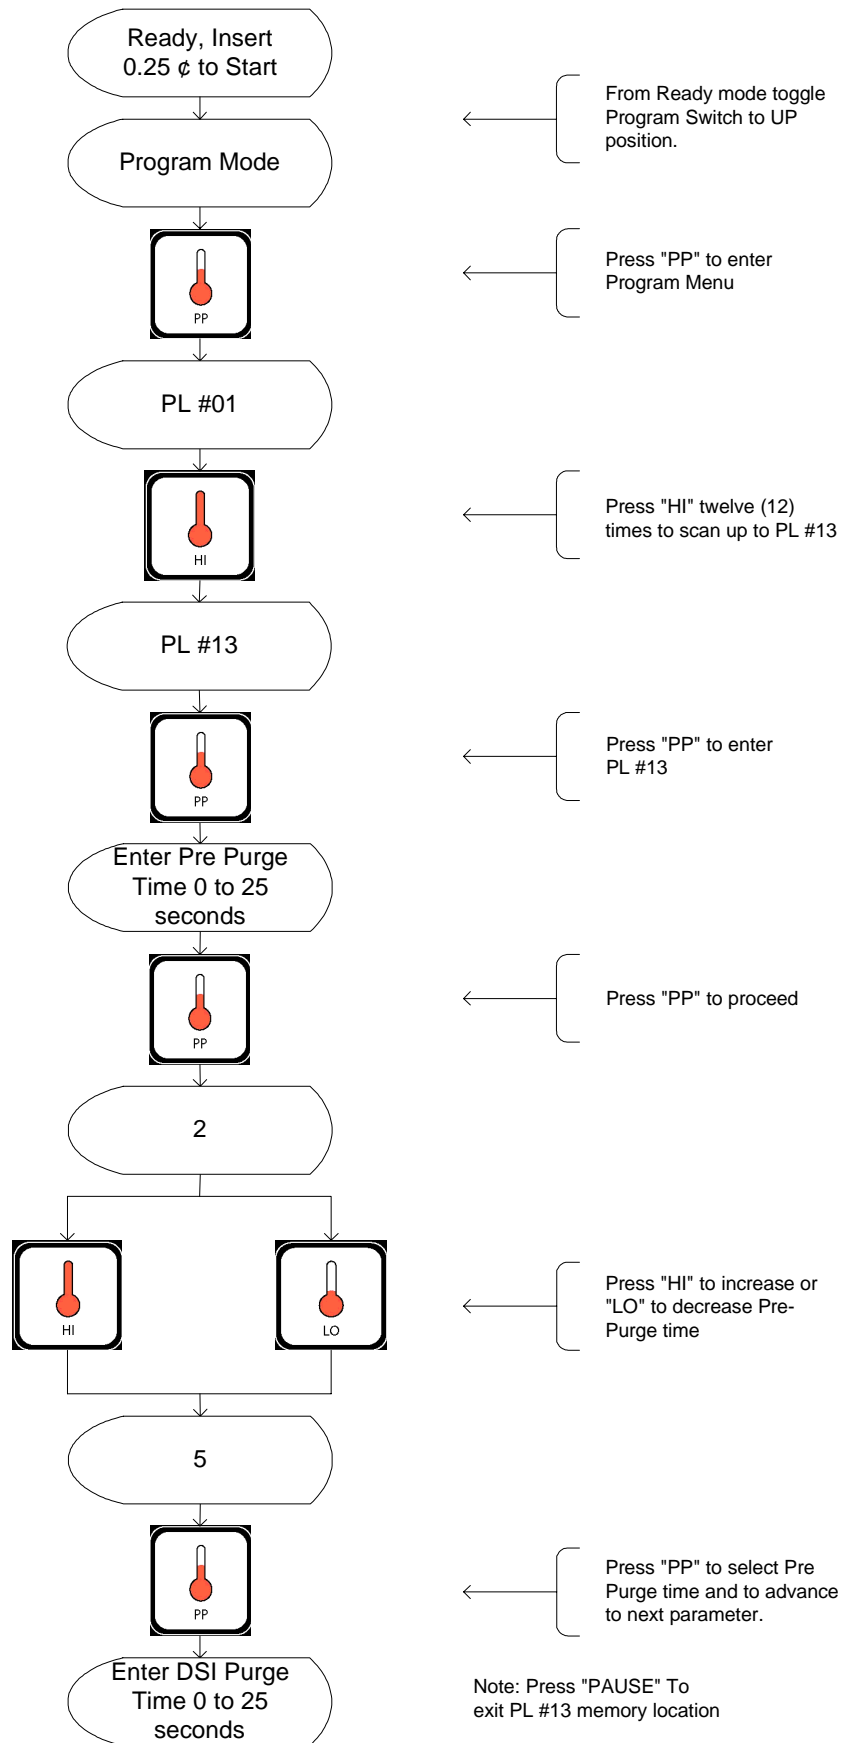 Ready, Insert
0.25 ¢ to Start
From Ready mode toggle
Program Switch to UP
position.
Program Mode
PP
Press "PP" to enter
Program Menu
PL #01
HI
Press "HI" twelve (12)
times to scan up to PL #13
PL #13
PP
Press "PP" to enter
PL #13
Enter Pre Purge
Time 0 to 25
seconds
PP
Press "PP" to proceed
2
HI
LO
Press "HI" to increase or
"LO" to decrease Pre-
Purge time
5
PP
Press "PP" to select Pre
Purge time and to advance
to next parameter.
Enter DSI Purge
Time 0 to 25
seconds
Note: Press "PAUSE" To
exit PL #13 memory location